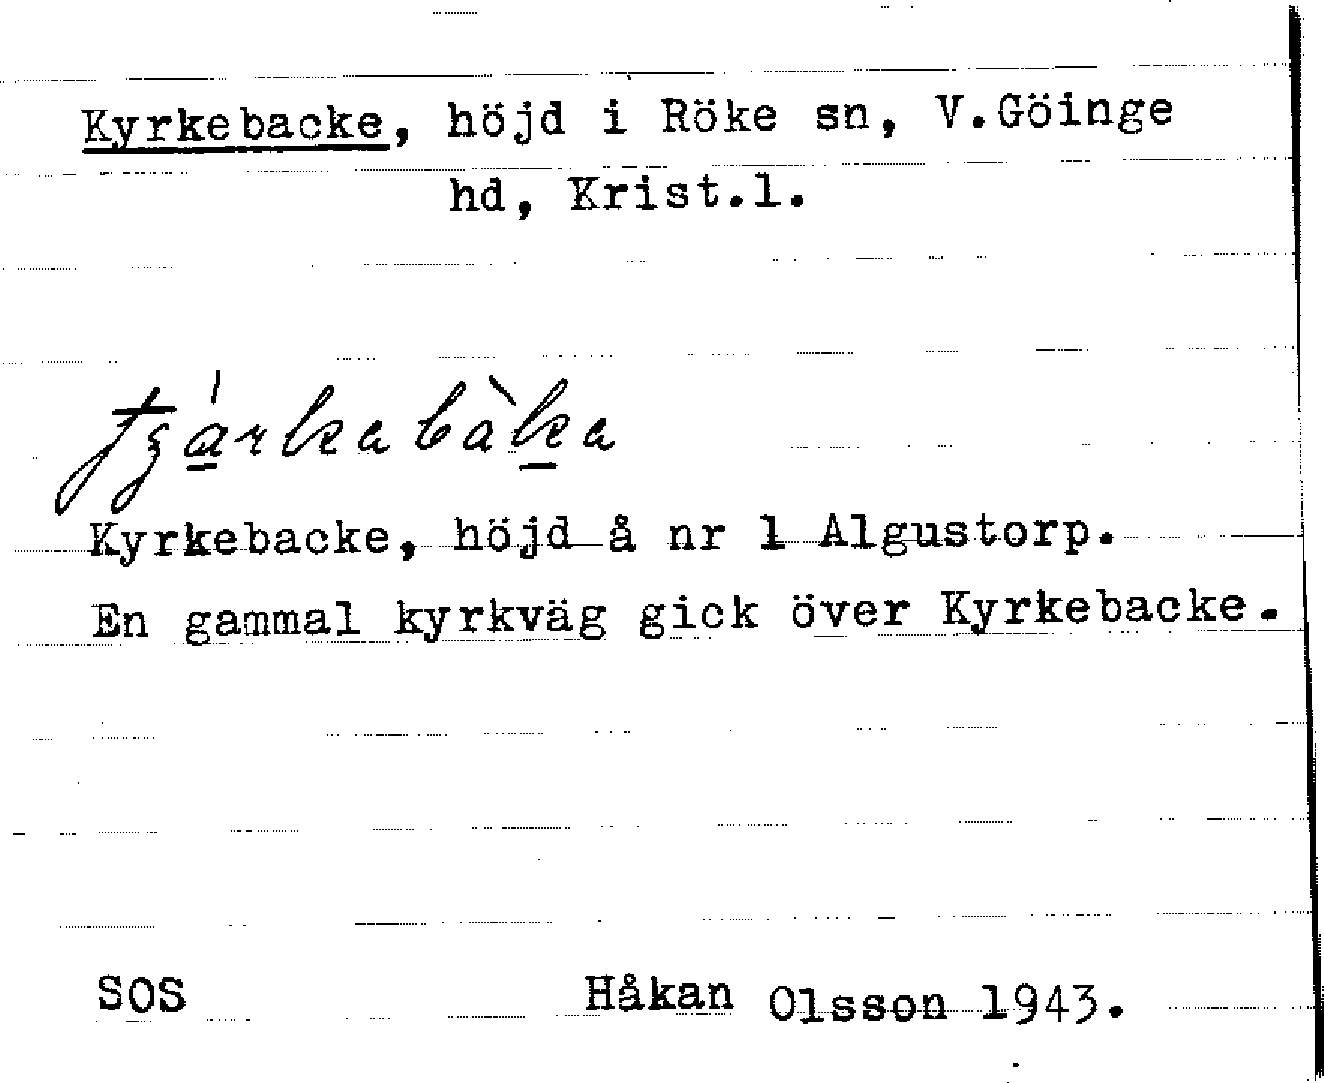 Kyrkebacke, höjd i Röke sn, V.Göinge
hd, Krist.l.
Kyrkebacke, höjd å nr 1 Algustorp.
En gammal kyrkväg gick över Kyrkebacke.
SOS Håkan Olsson 1943.